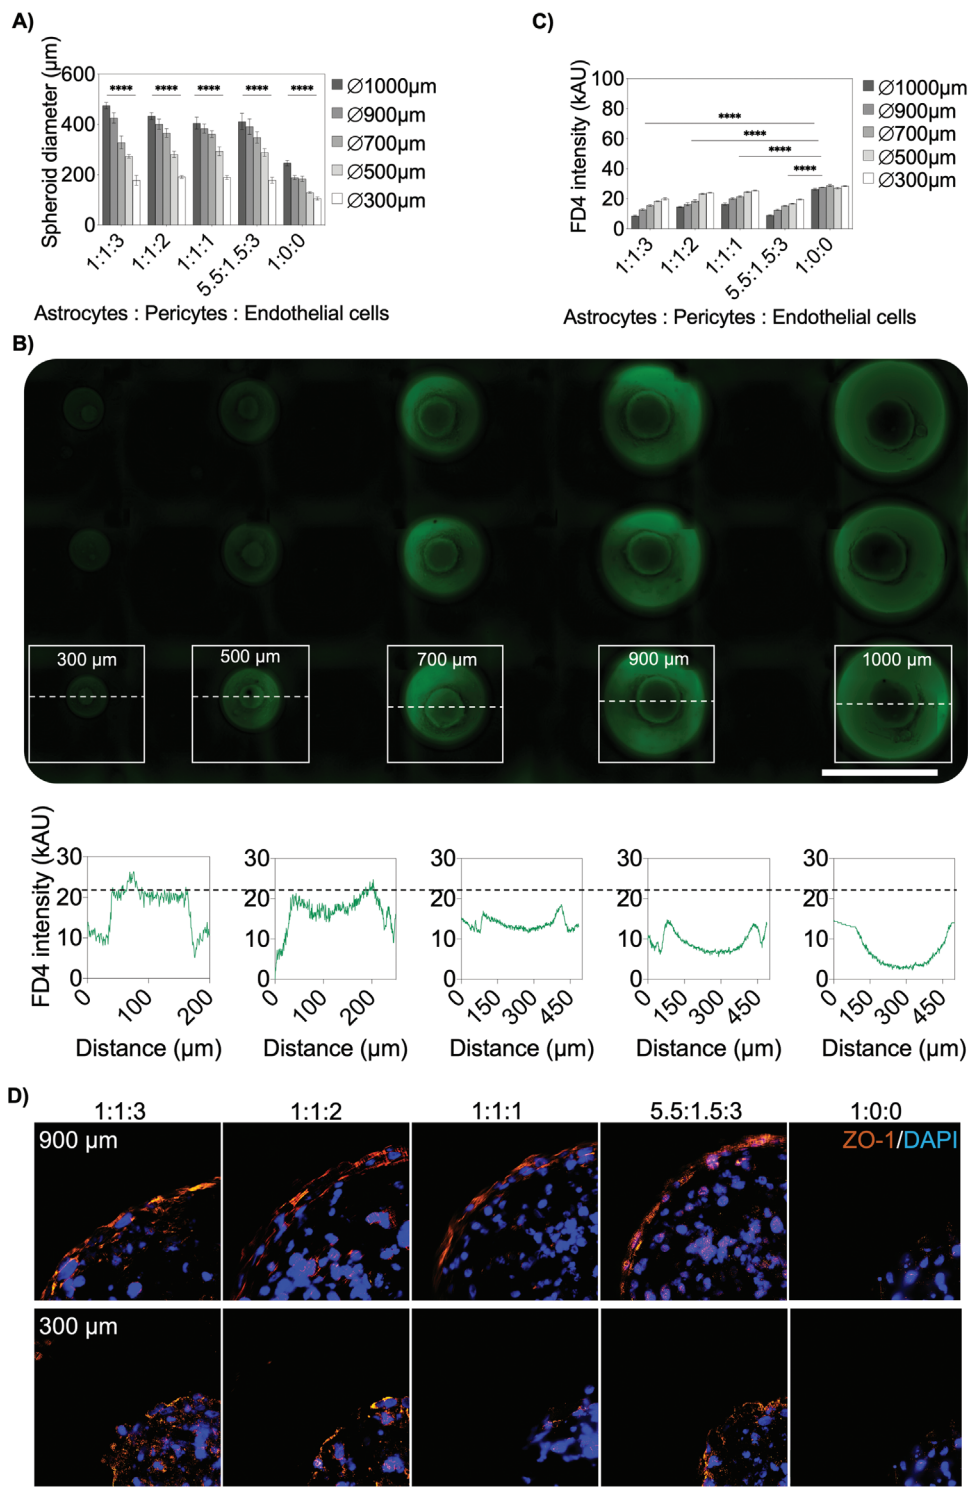 A)
Spheroid diameter (µm)
600
400
200
0
**** **** **** **** ****
Ø1000µm
Ø900µm
Ø700µm
Ø500µm
Ø300µm
1:1:3 1:1:2 1:1:1 5.5:1.5:3 1:0:0
Astrocytes : Pericytes : Endothelial cells
C)
FD4 intensity (kAU)
100
80
60
40
20
0
****
****
****
****
Ø1000µm
Ø900µm
Ø700µm
Ø500µm
Ø300µm
1:1:3 1:1:2 1:1:1 5.5:1.5:3 1:0:0
Astrocytes : Pericytes : Endothelial cells
B)
300 µm 500 µm 700 µm 900 µm 1000 µm
FD4 intensity (kAU)
30 30 30 30 30
20 20 20 20 20
10 10 10 10 10
0 0 0 0 0
0 100 200 0 100 200 0 150 300 450 0 150 300 450 0 150 300 450
Distance (µm) Distance (µm) Distance (µm) Distance (µm) Distance (µm)
D)
1:1:3 1:1:2 1:1:1 5.5:1.5:3 1:0:0
900 µm ZO-1/DAPI
300 µm